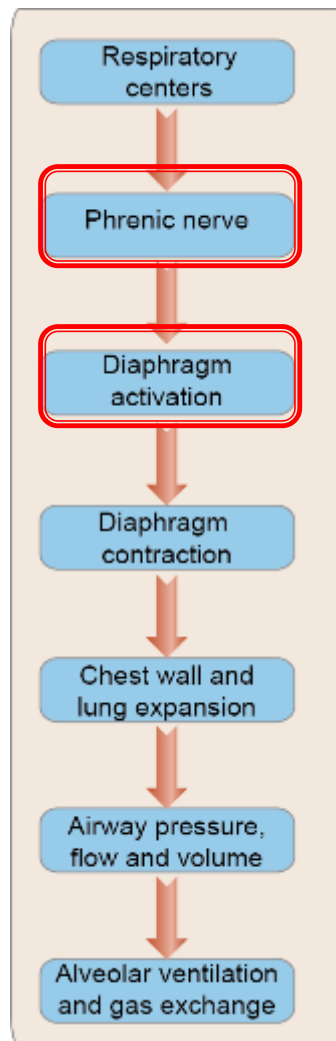 Respiratory
centers
Phrenic nerve
Diaphragm
activation
Diaphragm
contraction
Chest wall and
lung expansion
Airway pressure,
flow and volume
Alveolar ventilation
and gas exchange